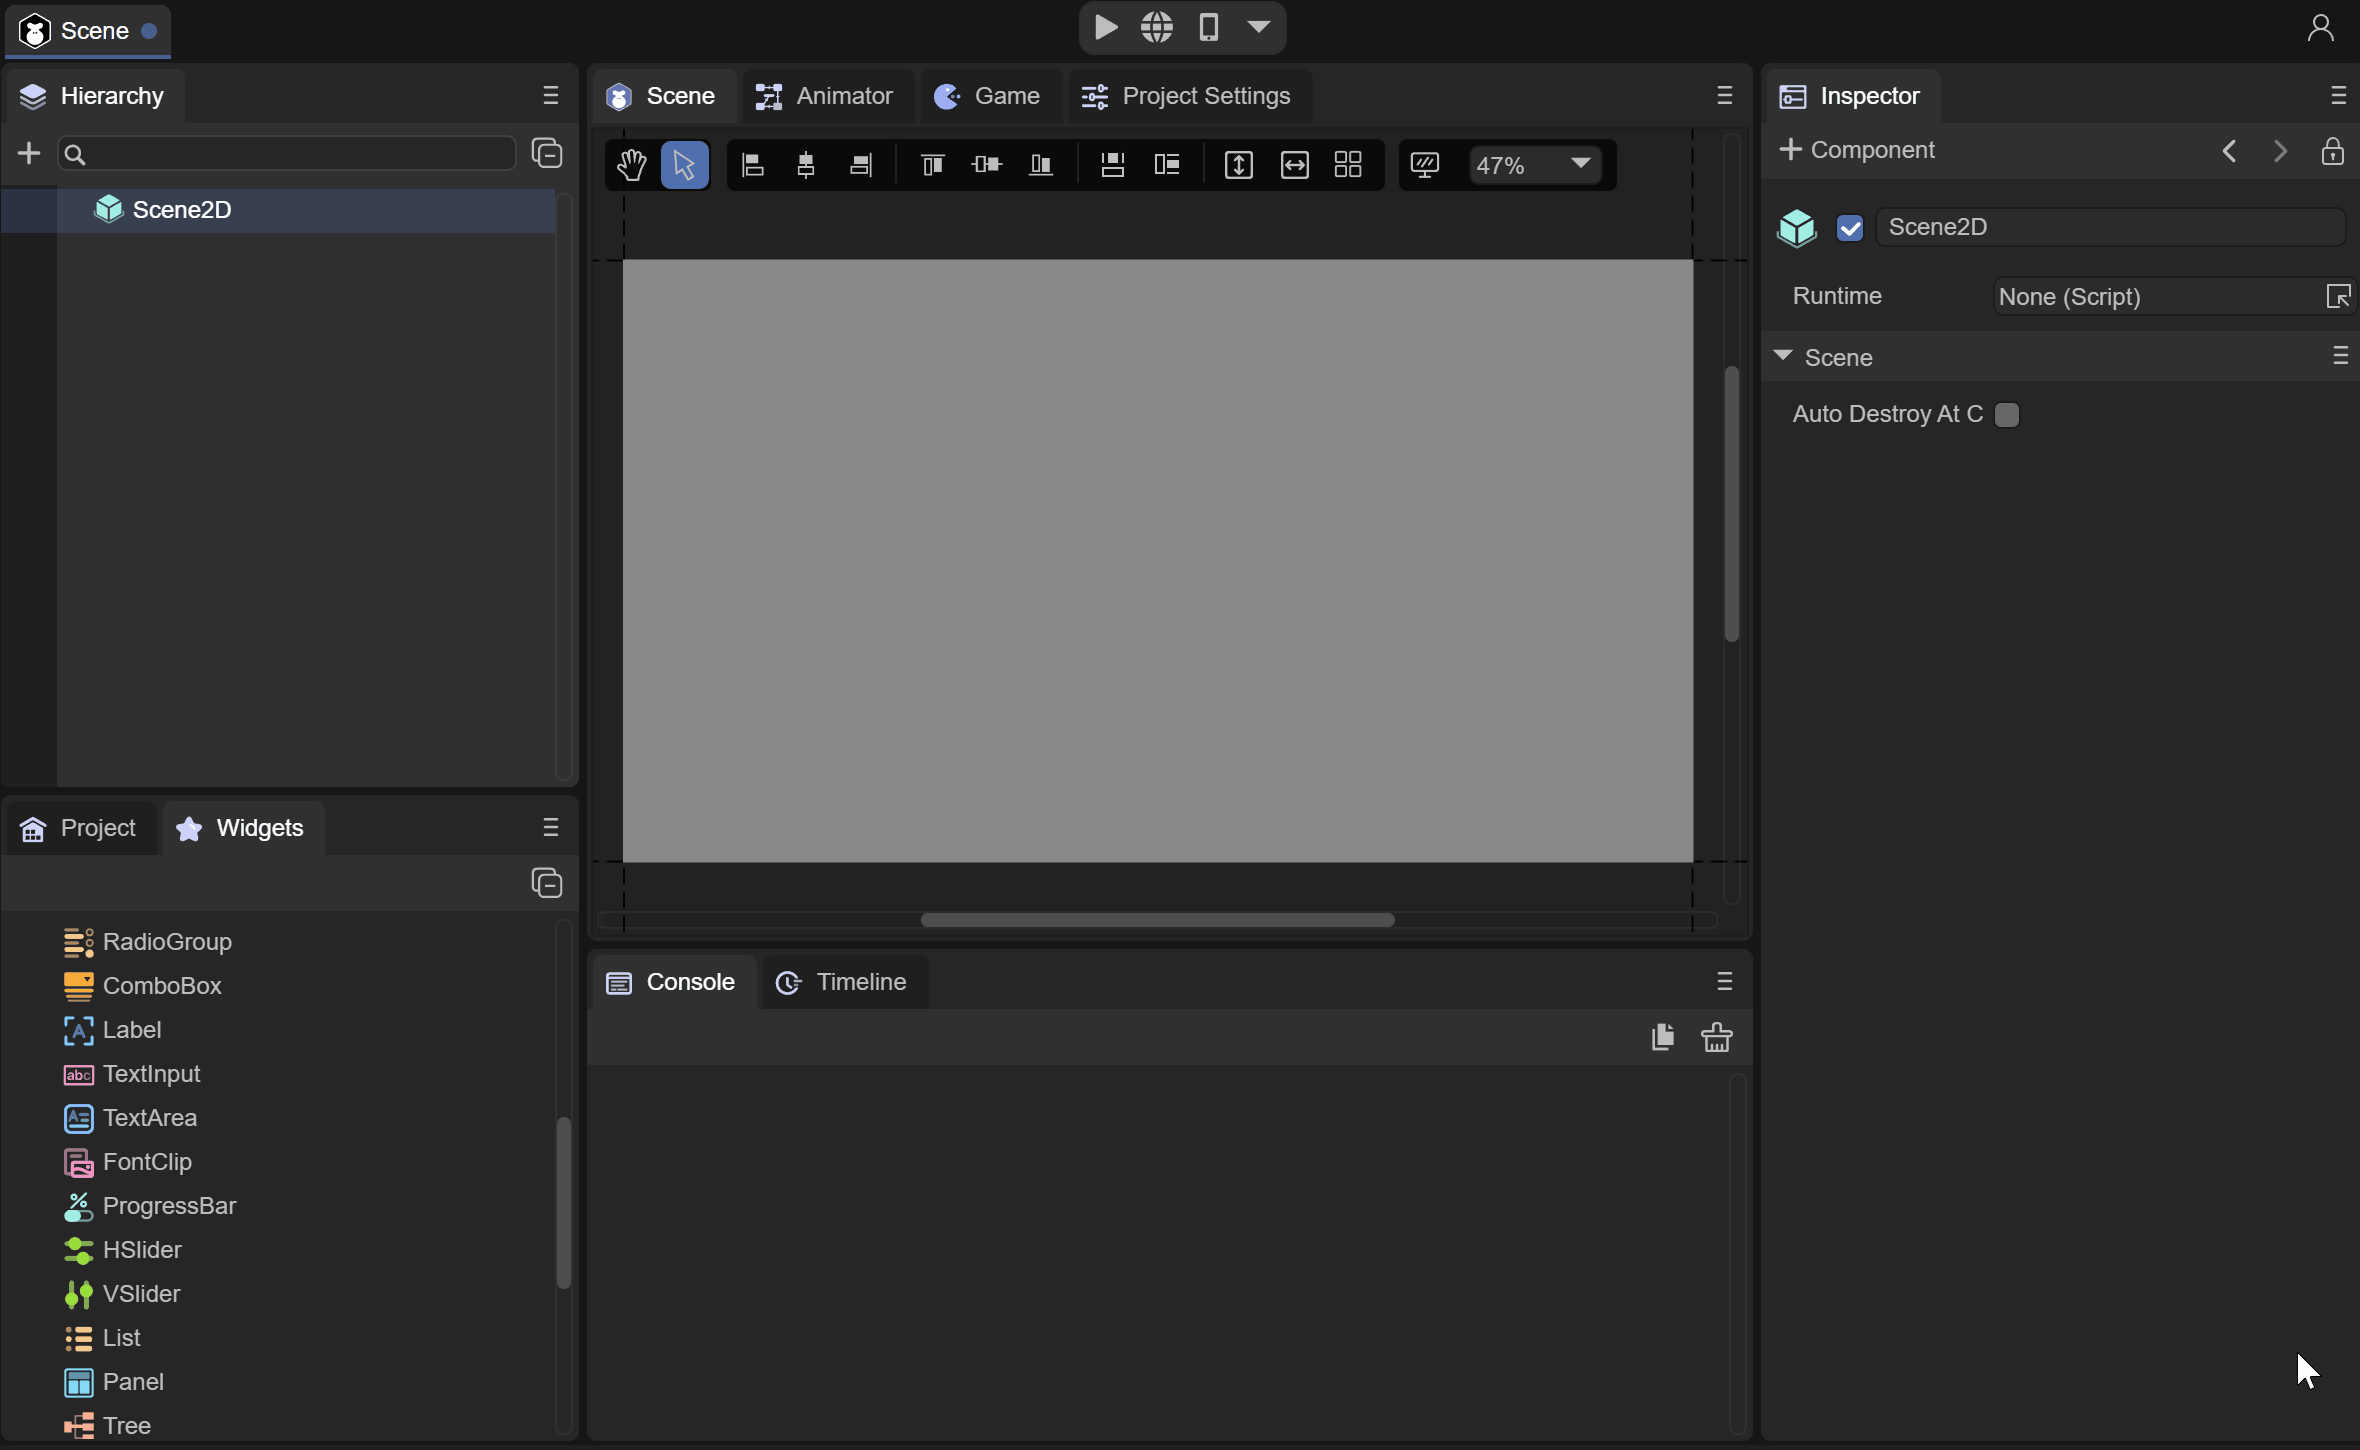 Scene
Hierarchy
Scene2D
Project
Widgets
RadioGroup
ComboBox
Label
TextInput
TextArea
FontClip
ProgressBar
HSlider
VSlider
List
Panel
Tree
Scene
Animator
Game
Project Settings
47%
Console
Timeline
Inspector
Component
Scene2D
Runtime
None (Script)
Scene
Auto Destroy At C